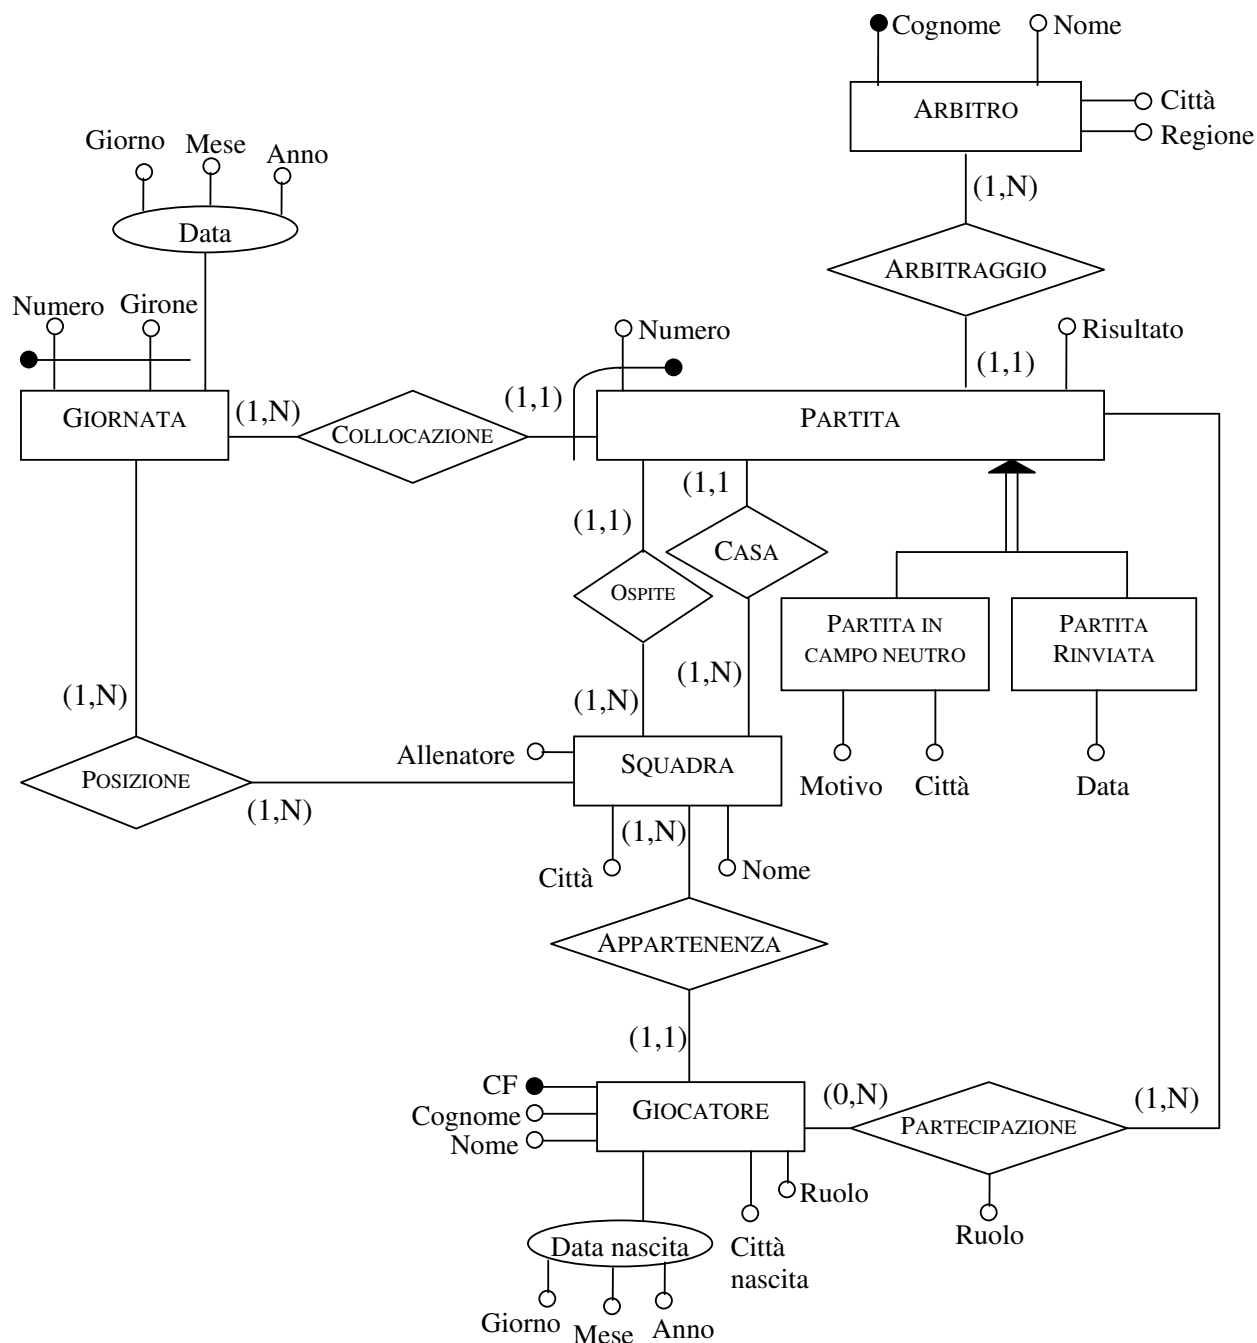 Cognome
Nome
ARBITRO
Città
Regione
(1,N)
Giorno
Mese
Anno
Data
ARBITRAGGIO
Numero
Girone
Numero
Risultato
(1,1)
GIORNATA
(1,N)
COLLOCAZIONE
(1,1)
PARTITA
(1,1
(1,1)
CASA
OSPITE
PARTITA IN
CAMPO NEUTRO
PARTITA
RINVIATA
(1,N)
(1,N)
(1,N)
Allenatore
SQUADRA
POSIZIONE
(1,N)
Motivo
Città
Data
(1,N)
Città
Nome
APPARTENENZA
(1,1)
CF
Cognome
Nome
GIOCATORE
(0,N)
PARTECIPAZIONE
(1,N)
Ruolo
Ruolo
Data nascita
Città
nascita
Giorno
Mese
Anno